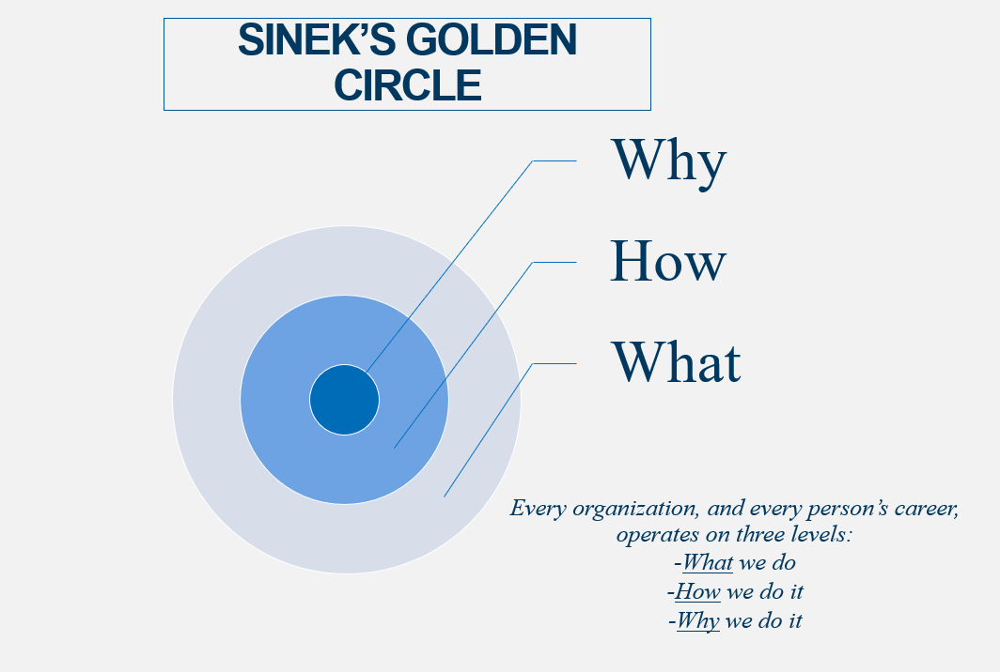 SINEK’S GOLDEN
CIRCLE
Why
How
What
Every organization, and every person’s career,
operates on three levels:
-What we do
-How we do it
-Why we do it